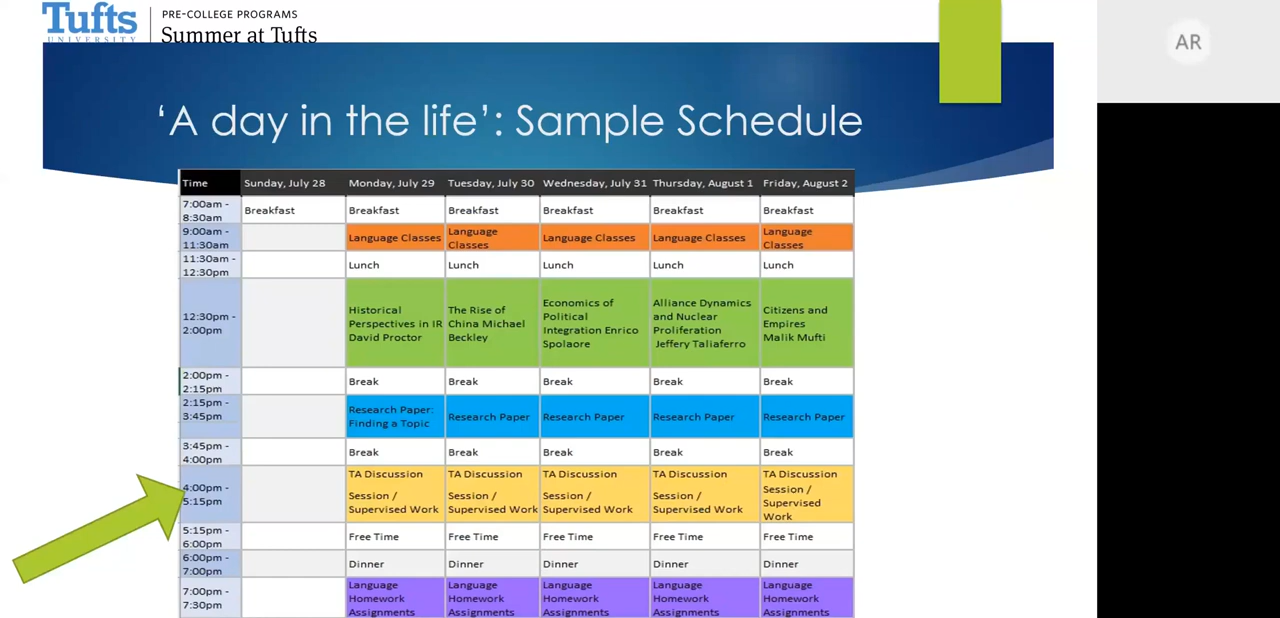 Tufts
UNIVERSITY
PRE-COLLEGE PROGRAMS
Summer at Tufts
AR
‘A day in the life’: Sample Schedule
Time Sunday, July 28 Monday, July 29 Tuesday, July 30 Wednesday, July 31 Thursday, August 1 Friday, August 2
7:00am -
8:30am
Breakfast Breakfast Breakfast Breakfast Breakfast Breakfast
9:00am -
11:30am
Language Classes
Language
Classes
Language Classes
Language Classes
Language
Classes
11:30am -
12:30pm
Lunch Lunch Lunch Lunch Lunch
12:30pm -
2:00pm
Historical
Perspectives in IR
David Proctor
The Rise of
China Michael
Beckley
Economics of
Political
Integration Enrico
Spolaore
Alliance Dynamics
and Nuclear
Proliferation
Jeffery Taliaferro
Citizens and
Empires
Malik Mufti
2:00pm -
2:15pm
Break Break Break Break Break
2:15pm -
3:45pm
Research Paper:
Finding a Topic
Research Paper
Research Paper
Research Paper
Research Paper
3:45pm -
4:00pm
Break Break Break Break Break
4:00pm -
5:15pm
TA Discussion
Session /
Supervised Work
TA Discussion
Session /
Supervised Work
TA Discussion
Session /
Supervised Work
TA Discussion
Session /
Supervised Work
TA Discussion
Session /
Supervised
Work
5:15pm -
6:00pm
Free Time Free Time Free Time Free Time Free Time
6:00pm -
7:00pm
Dinner Dinner Dinner Dinner Dinner
7:00pm -
7:30pm
Language
Homework
Assignments
Language
Homework
Assignments
Language
Homework
Assignments
Language
Homework
Assignments
Language
Homework
Assignments